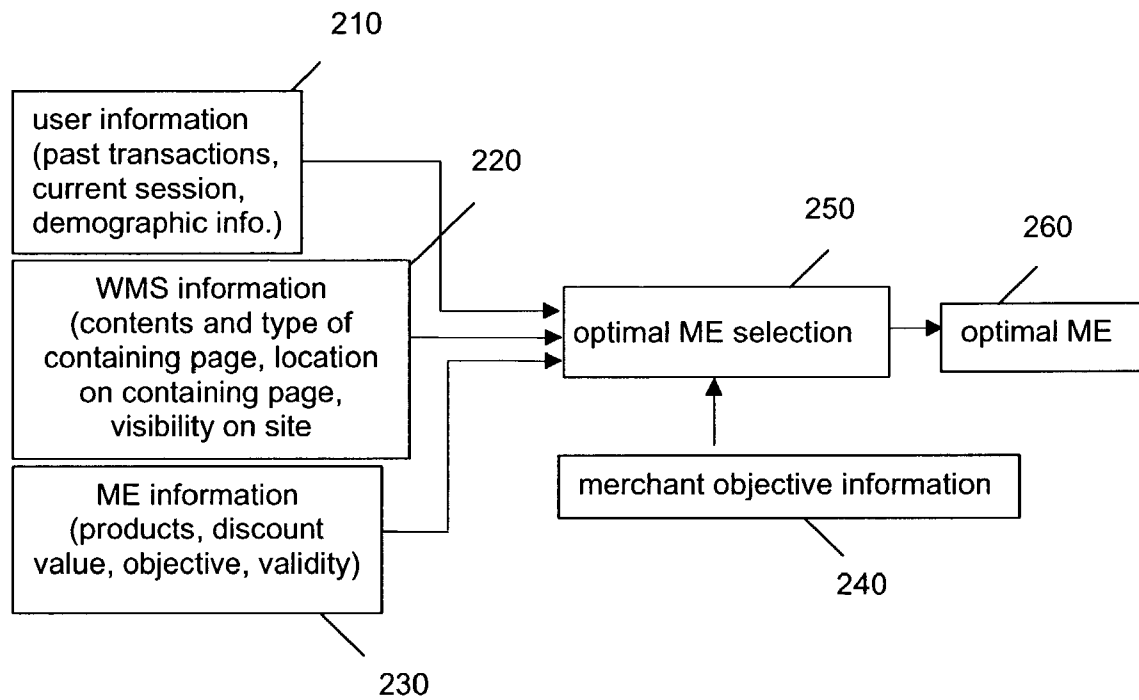 210
user information
(past transactions,
current session,
demographic info.)
220
WMS information
(contents and type of
containing page, location
on containing page,
visibility on site
250
260
optimal ME selection
optimal ME
ME information
(products, discount
value, objective, validity)
merchant objective information
240
230